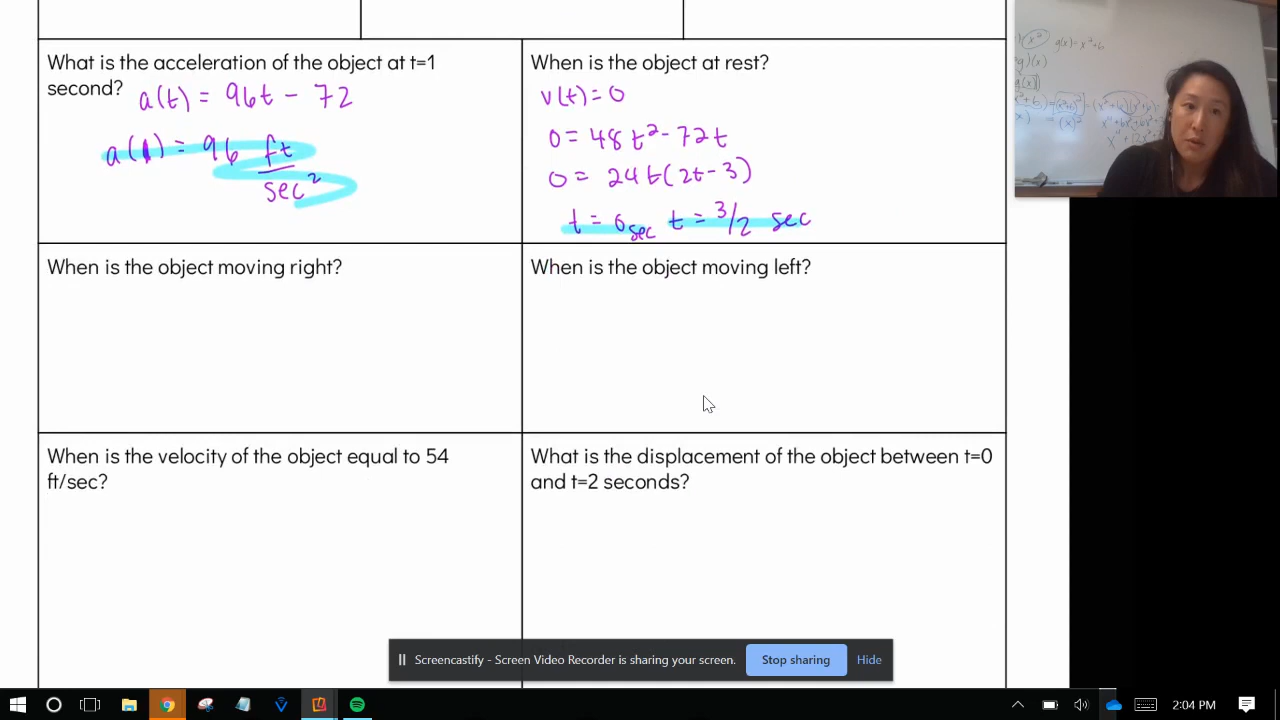 What is the acceleration of the object at t=1
second?
a(t) = 96t - 72
a(1) = 96 ft/sec²
When is the object at rest?
v(t) = 0
0 = 48t² - 72t
0 = 24t(2t - 3)
t = 0 sec t = 3/2 sec
When is the object moving right?
When is the object moving left?
When is the velocity of the object equal to 54
ft/sec?
What is the displacement of the object between t=0
and t=2 seconds?
Screencastify - Screen Video Recorder is sharing your screen.
Stop sharing
Hide
2:04 PM